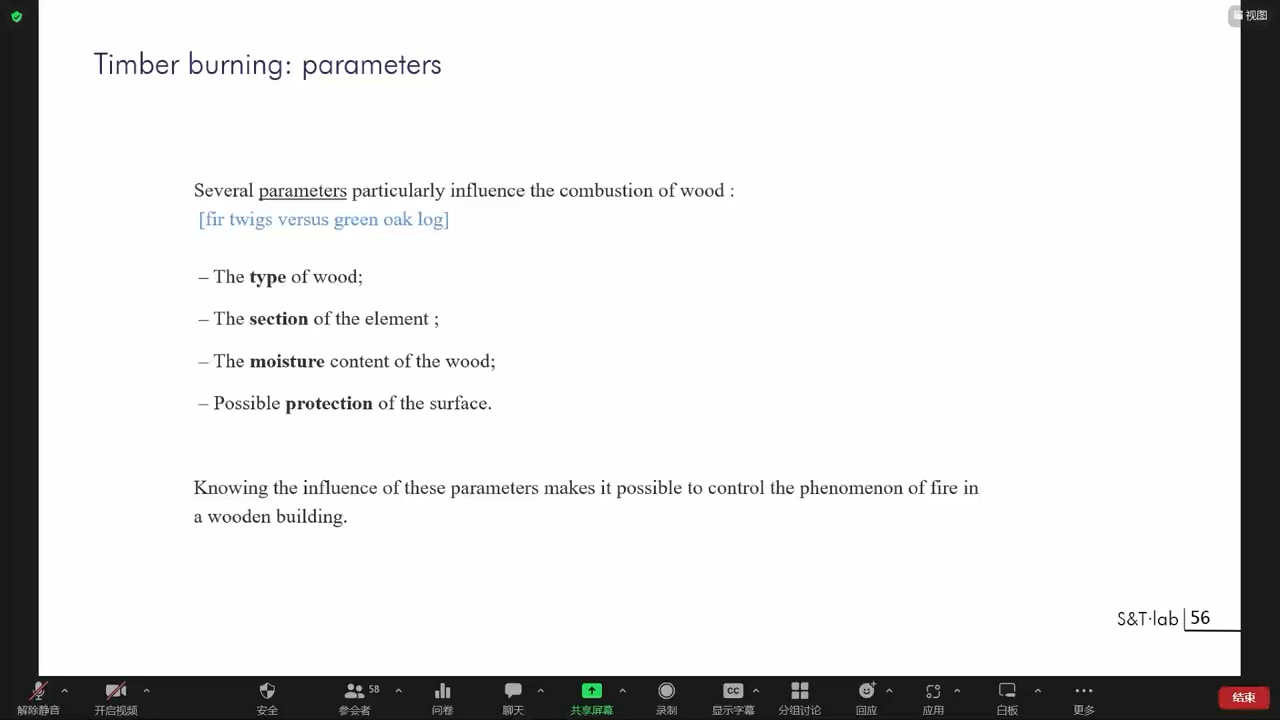 视图
Timber burning: parameters
Several parameters particularly influence the combustion of wood :
[fir twigs versus green oak log]
– The type of wood;
– The section of the element ;
– The moisture content of the wood;
– Possible protection of the surface.
Knowing the influence of these parameters makes it possible to control the phenomenon of fire in
a wooden building.
S&T·lab 56
58
CC
解除静音 开启视频 安全 参会者 问卷 聊天 共享屏幕 录制 显示字幕 分组讨论 回应 应用 白板 更多 结束